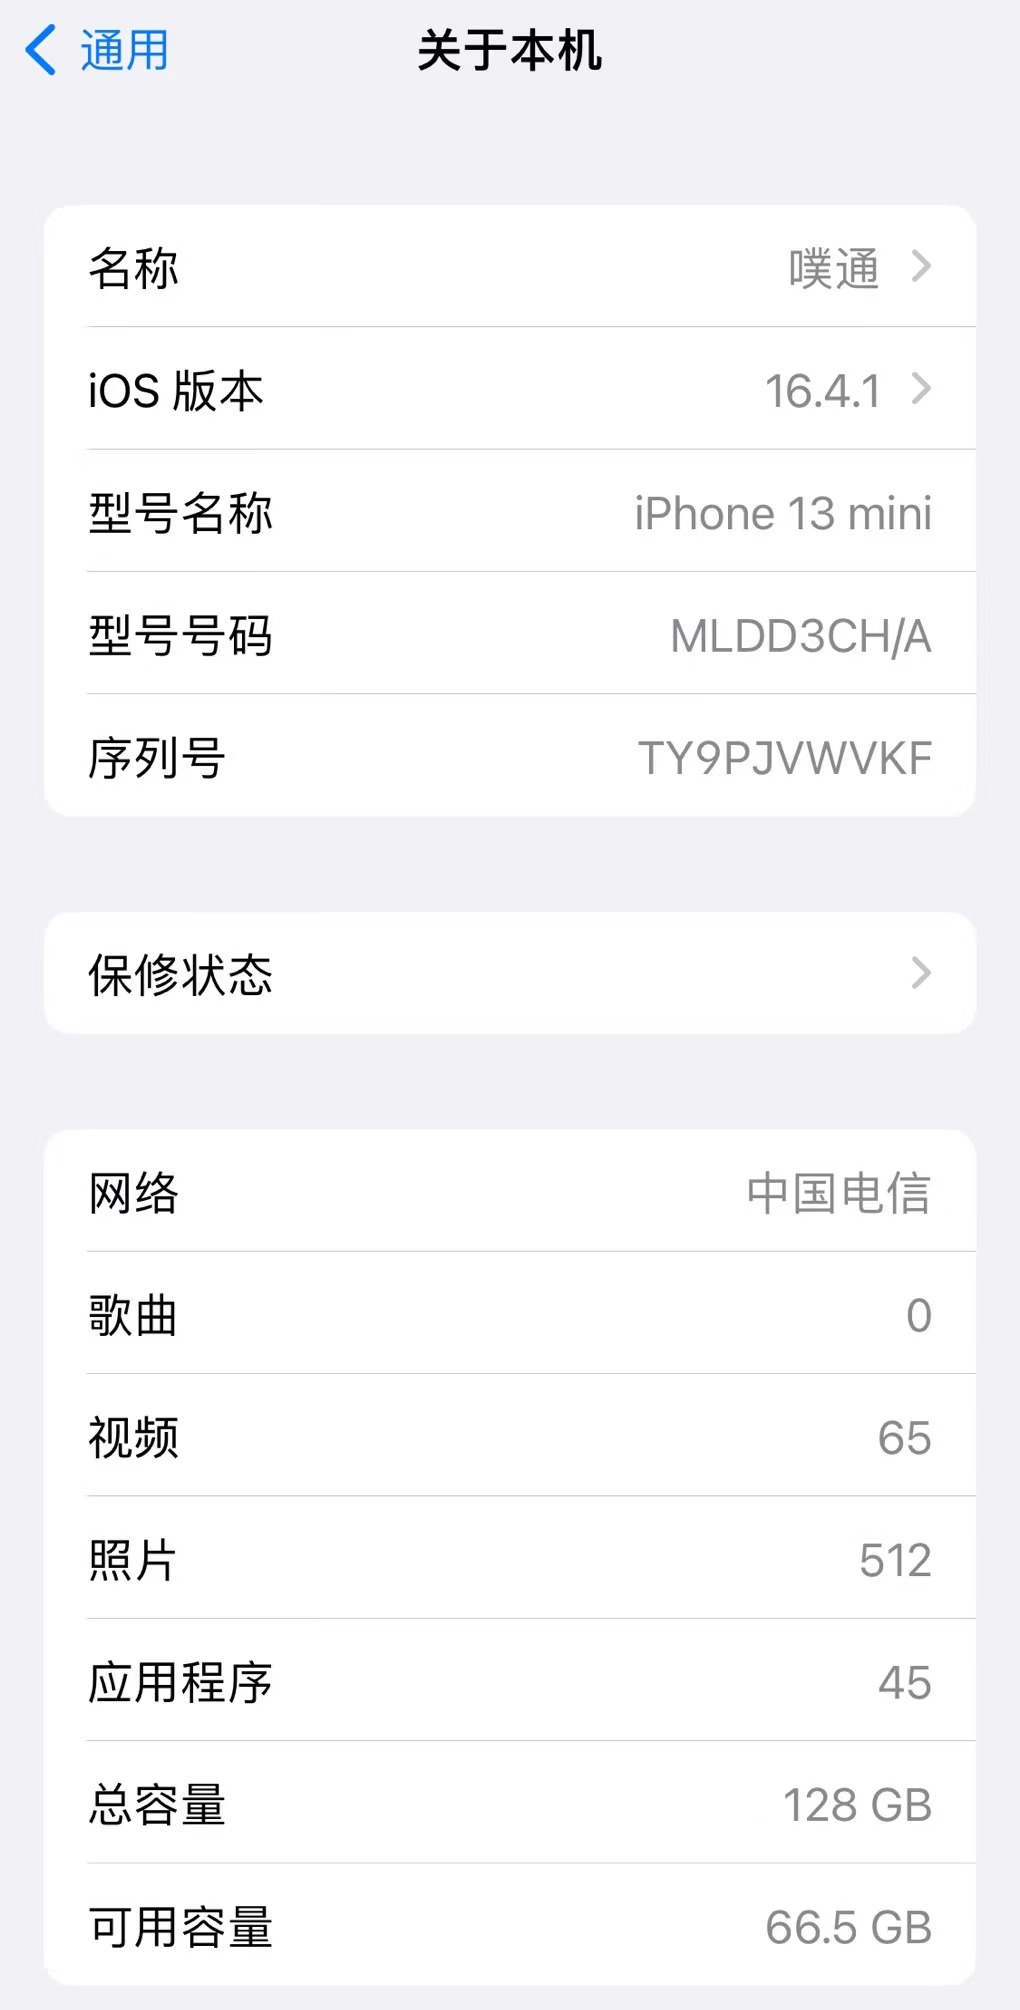 通用 关于本机
名称 噗通
iOS 版本 16.4.1
型号名称 iPhone 13 mini
型号号码 MLDD3CH/A
序列号 TY9PJVWVKF
保修状态
网络 中国电信
歌曲 0
视频 65
照片 512
应用程序 45
总容量 128 GB
可用容量 66.5 GB